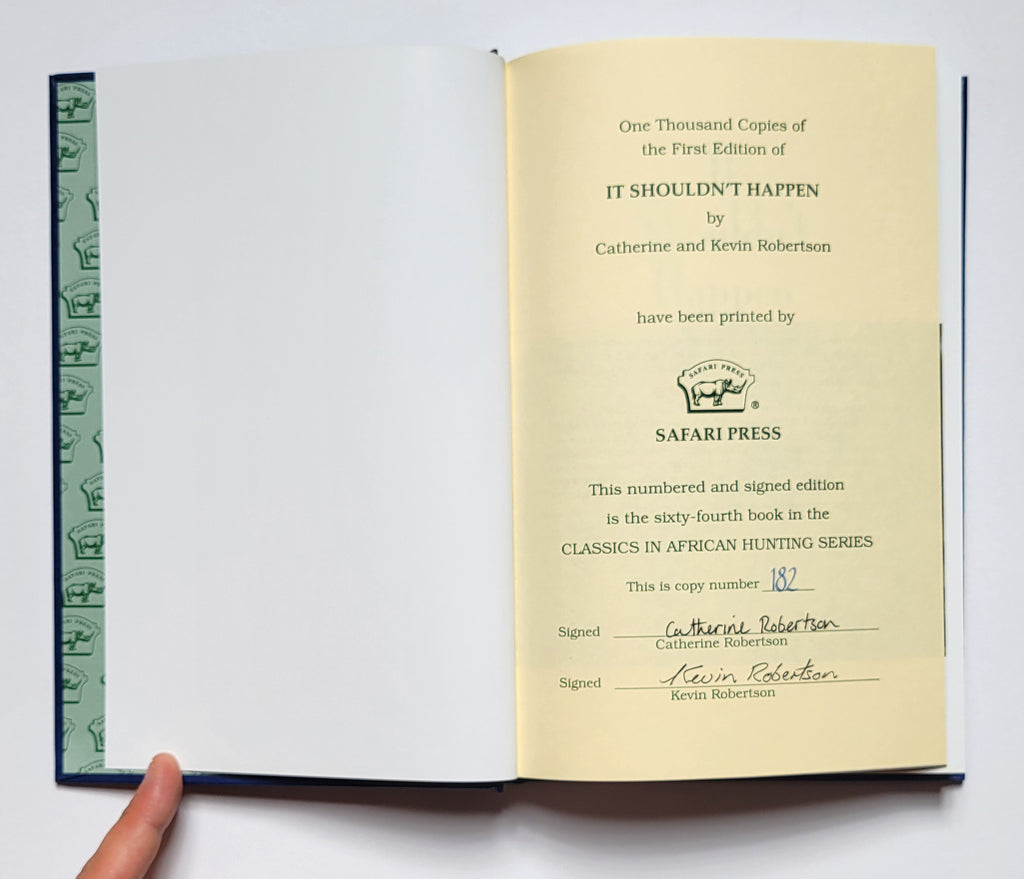 One Thousand Copies of
the First Edition of
IT SHOULDN'T HAPPEN
by
Catherine and Kevin Robertson
have been printed by
SAFARI PRESS
®
SAFARI PRESS
This numbered and signed edition
is the sixty-fourth book in the
CLASSICS IN AFRICAN HUNTING SERIES
This is copy number 182
Signed Catherine Robertson
Catherine Robertson
Signed Kevin Robertson
Kevin Robertson